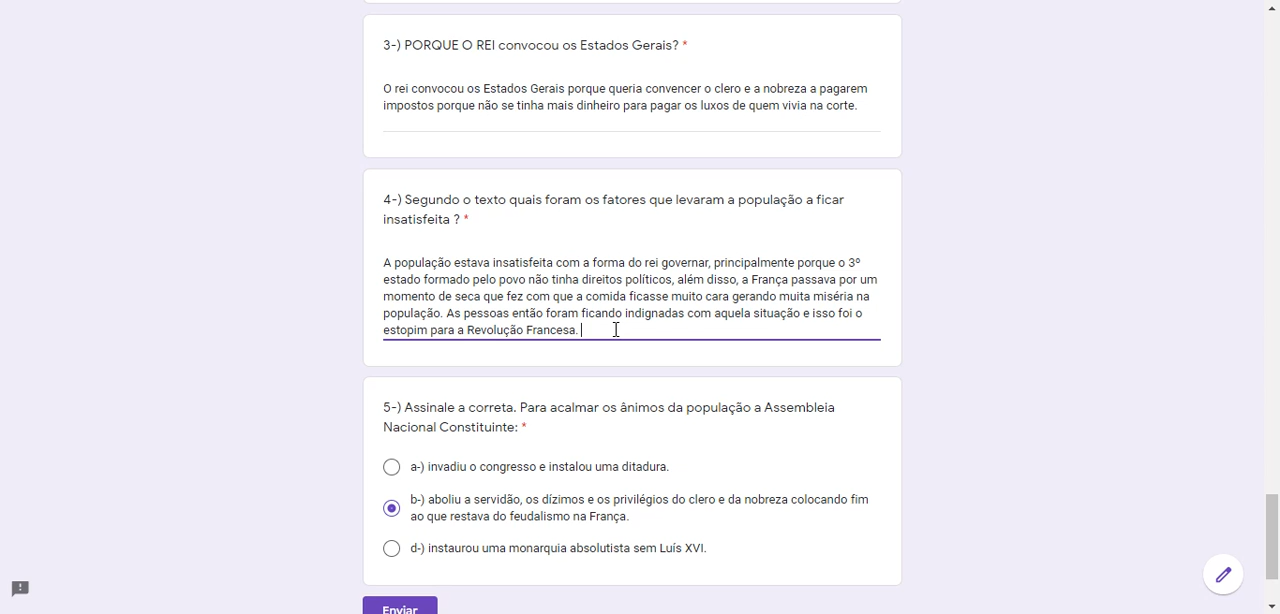 3-) PORQUE O REI convocou os Estados Gerais? *
O rei convocou os Estados Gerais porque queria convencer o clero e a nobreza a pagarem
impostos porque não se tinha mais dinheiro para pagar os luxos de quem vivia na corte.
4-) Segundo o texto quais foram os fatores que levaram a população a ficar
insatisfeita ? *
A população estava insatisfeita com a forma do rei governar, principalmente porque o 3º
estado formado pelo povo não tinha direitos políticos, além disso, a França passava por um
momento de seca que fez com que a comida ficasse muito cara gerando muita miséria na
população. As pessoas então foram ficando indignadas com aquela situação e isso foi o
estopim para a Revolução Francesa.
5-) Assinale a correta. Para acalmar os ânimos da população a Assembleia
Nacional Constituinte: *
a-) invadiu o congresso e instalou uma ditadura.
b-) aboliu a servidão, os dízimos e os privilégios do clero e da nobreza colocando fim
ao que restava do feudalismo na França.
d-) instaurou uma monarquia absolutista sem Luís XVI.
Enviar